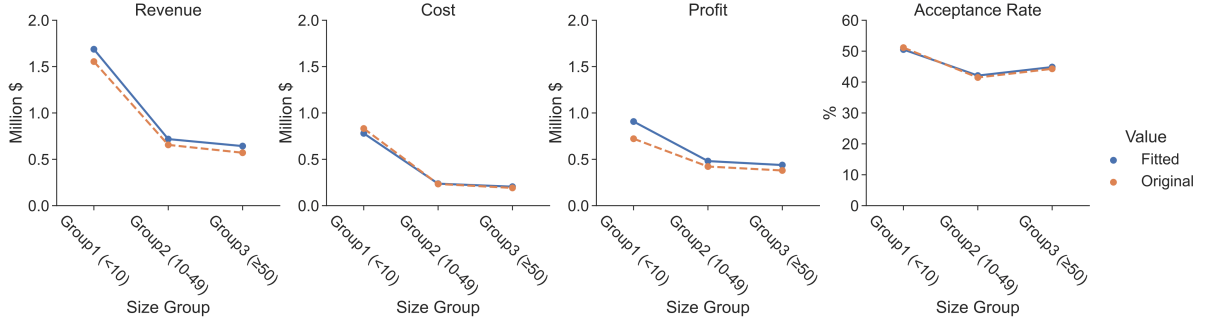 Revenue
2.0
1.5
1.0
0.5
0.0
Million $
Group1 (<10)
Group2 (10-49)
Group3 (≥50)
Size Group
Cost
2.0
1.5
1.0
0.5
0.0
Million $
Group1 (<10)
Group2 (10-49)
Group3 (≥50)
Size Group
Profit
2.0
1.5
1.0
0.5
0.0
Million $
Group1 (<10)
Group2 (10-49)
Group3 (≥50)
Size Group
Acceptance Rate
60
50
40
30
20
10
0
%
Group1 (<10)
Group2 (10-49)
Group3 (≥50)
Size Group
Value
Fitted
Original